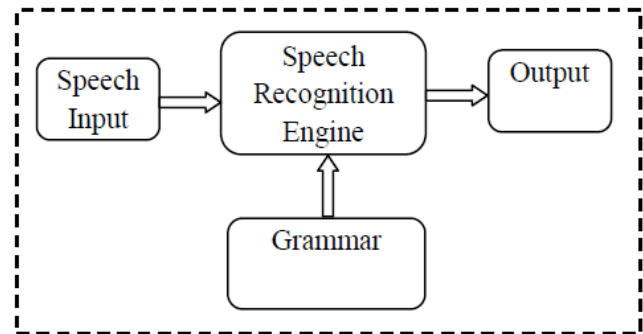 Speech
Input
Speech
Recognition
Engine
Output
Grammar